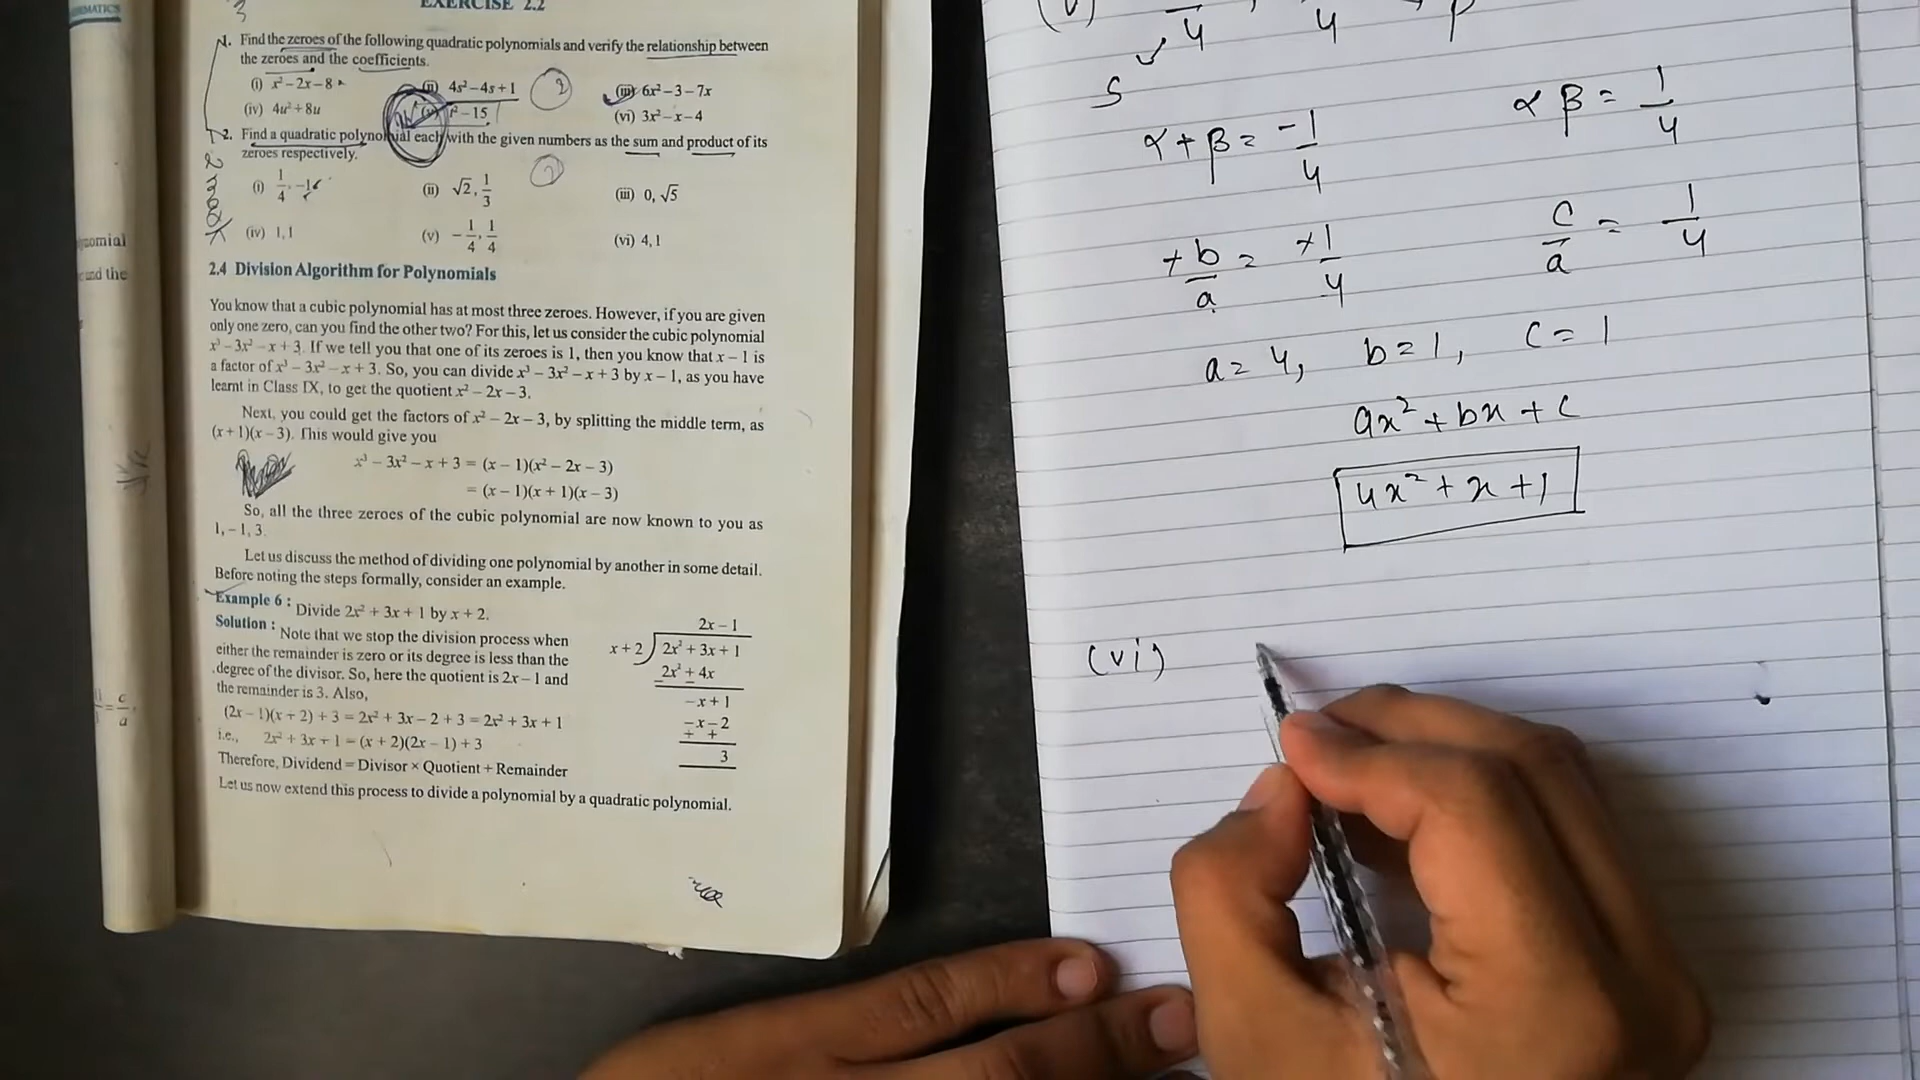 EXERCISE 2.2
1. Find the zeroes of the following quadratic polynomials and verify the relationship between
the zeroes and the coefficients.
(i) x² – 2x – 8 (ii) 4s² – 4s + 1 (iii) 6x² – 3 – 7x
(iv) 4u² + 8u (v) t² – 15 (vi) 3x² – x – 4
2. Find a quadratic polynomial each with the given numbers as the sum and product of its
zeroes respectively.
2 mark
(i) 1/4, –1 (ii) √2, 1/3 (iii) 0, √5
(iv) 1, 1 (v) –1/4, 1/4 (vi) 4, 1
2.4 Division Algorithm for Polynomials
You know that a cubic polynomial has at most three zeroes. However, if you are given
only one zero, can you find the other two? For this, let us consider the cubic polynomial
x³ – 3x² – x + 3. If we tell you that one of its zeroes is 1, then you know that x – 1 is
a factor of x³ – 3x² – x + 3. So, you can divide x³ – 3x² – x + 3 by x – 1, as you have
learnt in Class IX, to get the quotient x² – 2x – 3.
Next, you could get the factors of x² – 2x – 3, by splitting the middle term, as
(x + 1)(x – 3). This would give you
x³ – 3x² – x + 3 = (x – 1)(x² – 2x – 3)
= (x – 1)(x + 1)(x – 3)
So, all the three zeroes of the cubic polynomial are now known to you as
1, – 1, 3.
Let us discuss the method of dividing one polynomial by another in some detail.
Before noting the steps formally, consider an example.
Example 6 : Divide 2x² + 3x + 1 by x + 2.
Solution : Note that we stop the division process when
either the remainder is zero or its degree is less than the
degree of the divisor. So, here the quotient is 2x – 1 and
the remainder is 3. Also,
(2x – 1)(x + 2) + 3 = 2x² + 3x – 2 + 3 = 2x² + 3x + 1
i.e., 2x² + 3x + 1 = (x + 2)(2x – 1) + 3
Therefore, Dividend = Divisor × Quotient + Remainder
2x – 1
x + 2 ) 2x² + 3x + 1
2x² + 4x
– –
– x + 1
– x – 2
+ +
3
Let us now extend this process to divide a polynomial by a quadratic polynomial.
and the
c/a
(v)
S
α + β = -1/4 αβ = 1/4
+b/a = +1/4 c/a = 1/4
a = 4, b = 1, c = 1
ax² + bx + c
4x² + x + 1
(vi)